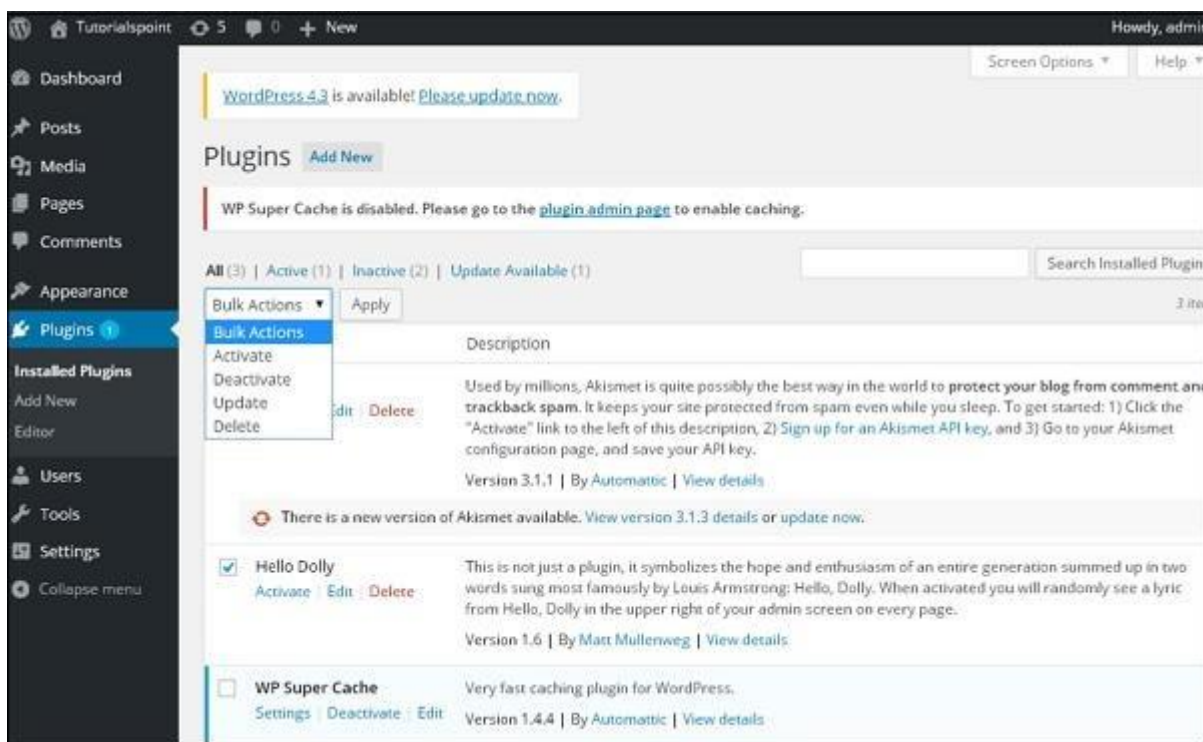 Tutorialspoint 5 0 + New Howdy, admin
Screen Options Help
Dashboard
Posts
Media
Pages
Comments
Appearance
Plugins 1
Installed Plugins
Add New
Editor
Users
Tools
Settings
Collapse menu
WordPress 4.3 is available! Please update now.
Plugins Add New
WP Super Cache is disabled. Please go to the plugin admin page to enable caching.
All (3) | Active (1) | Inactive (2) | Update Available (1)
Search Installed Plugin
Bulk Actions Apply
3 ite
Bulk Actions
Activate
Deactivate
Update
Delete
Description
Edit | Delete
Used by millions, Akismet is quite possibly the best way in the world to protect your blog from comment and
trackback spam. It keeps your site protected from spam even while you sleep. To get started: 1) Click the
"Activate" link to the left of this description, 2) Sign up for an Akismet API key, and 3) Go to your Akismet
configuration page, and save your API key.
Version 3.1.1 | By Automattic | View details
There is a new version of Akismet available. View version 3.1.3 details or update now.
Hello Dolly
Activate | Edit | Delete
This is not just a plugin, it symbolizes the hope and enthusiasm of an entire generation summed up in two
words sung most famously by Louis Armstrong: Hello, Dolly. When activated you will randomly see a lyric
from Hello, Dolly in the upper right of your admin screen on every page.
Version 1.6 | By Matt Mullenweg | View details
WP Super Cache
Settings | Deactivate | Edit
Very fast caching plugin for WordPress.
Version 1.4.4 | By Automattic | View details